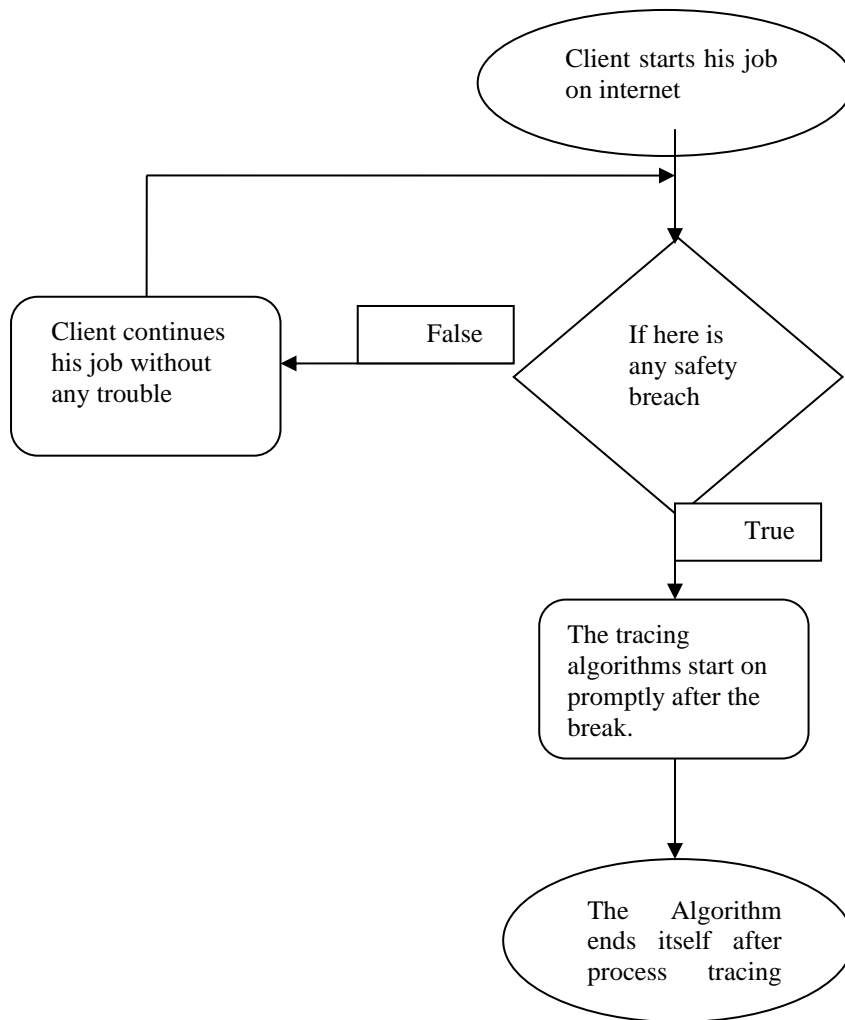 Client starts his job
on internet
Client continues
his job without
any trouble
False
If here is
any safety
breach
True
The tracing
algorithms start on
promptly after the
break.
The Algorithm
ends itself after
process tracing